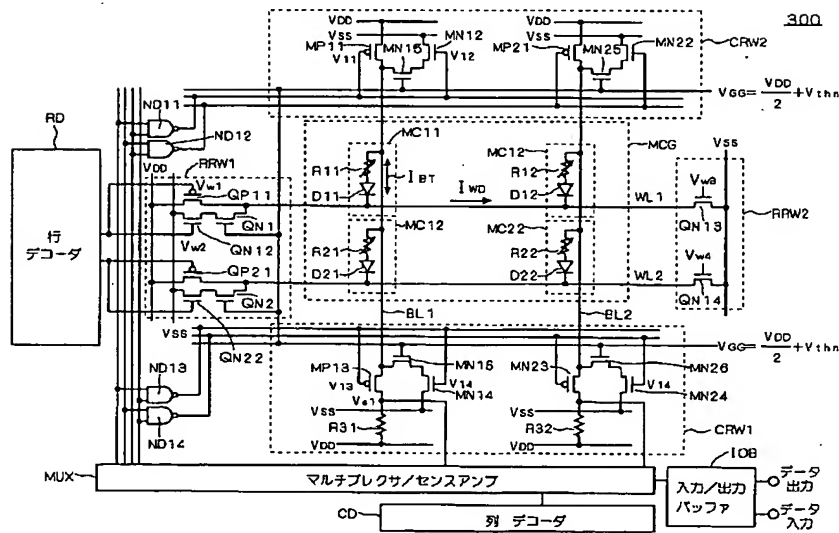 300
VDD
VDD
VSS
VSS
MP11
MN15
MN12
MP21
MN25
MN22
CRW2
V11
V12
VGG= VDD/2 +Vthn
RD
ND11
ND12
VDD
RRW1
MC11
MC12
MCG
VSS
R11
IBT
R12
行
デコーダ
Vw1
QP11
D11
IWD
D12
WL1
Vw3
QN1
QN13
RRW2
Vw2
QN12
MC12
MC22
QP21
R21
R22
Vw4
D21
D22
WL2
QN2
QN14
VSS
QN22
BL1
BL2
VGG= VDD/2 +Vthn
ND13
MP13
MN16
MN23
MN26
V13
V14
V14
MN14
MN24
ND14
VSS
VSS
R31
R32
CRW1
VDD
VDD
IOB
MUX
マルチプレクサ/センスアンプ
入力/出力
バッファ
データ
出力
データ
入力
CD
列 デコーダ